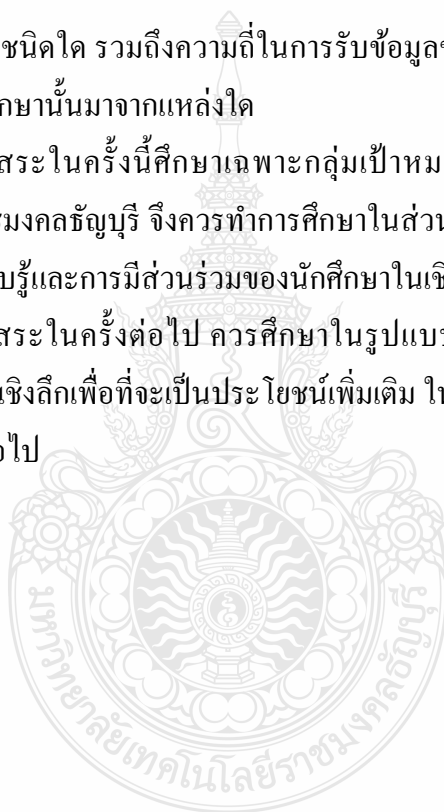 ชนิดใด รวมถึงความถี่ในการรับข้อมูล
กษานั้นมาจากแหล่งใด
สระในครั้งนี้ศึกษาเฉพาะกลุ่มเป้าหม
มงคลธัญบุรี จึงควรทำการศึกษาในส่วน
บรู้และการมีส่วนร่วมของนักศึกษาในเชิ
สระในครั้งต่อไป ควรศึกษาในรูปแบบ
นเชิงลึกเพื่อที่จะเป็นประโยชน์เพิ่มเติม ใน
อไป
มหาวิทยาลัยเทคโนโลยีราชมงคลธัญบุรี